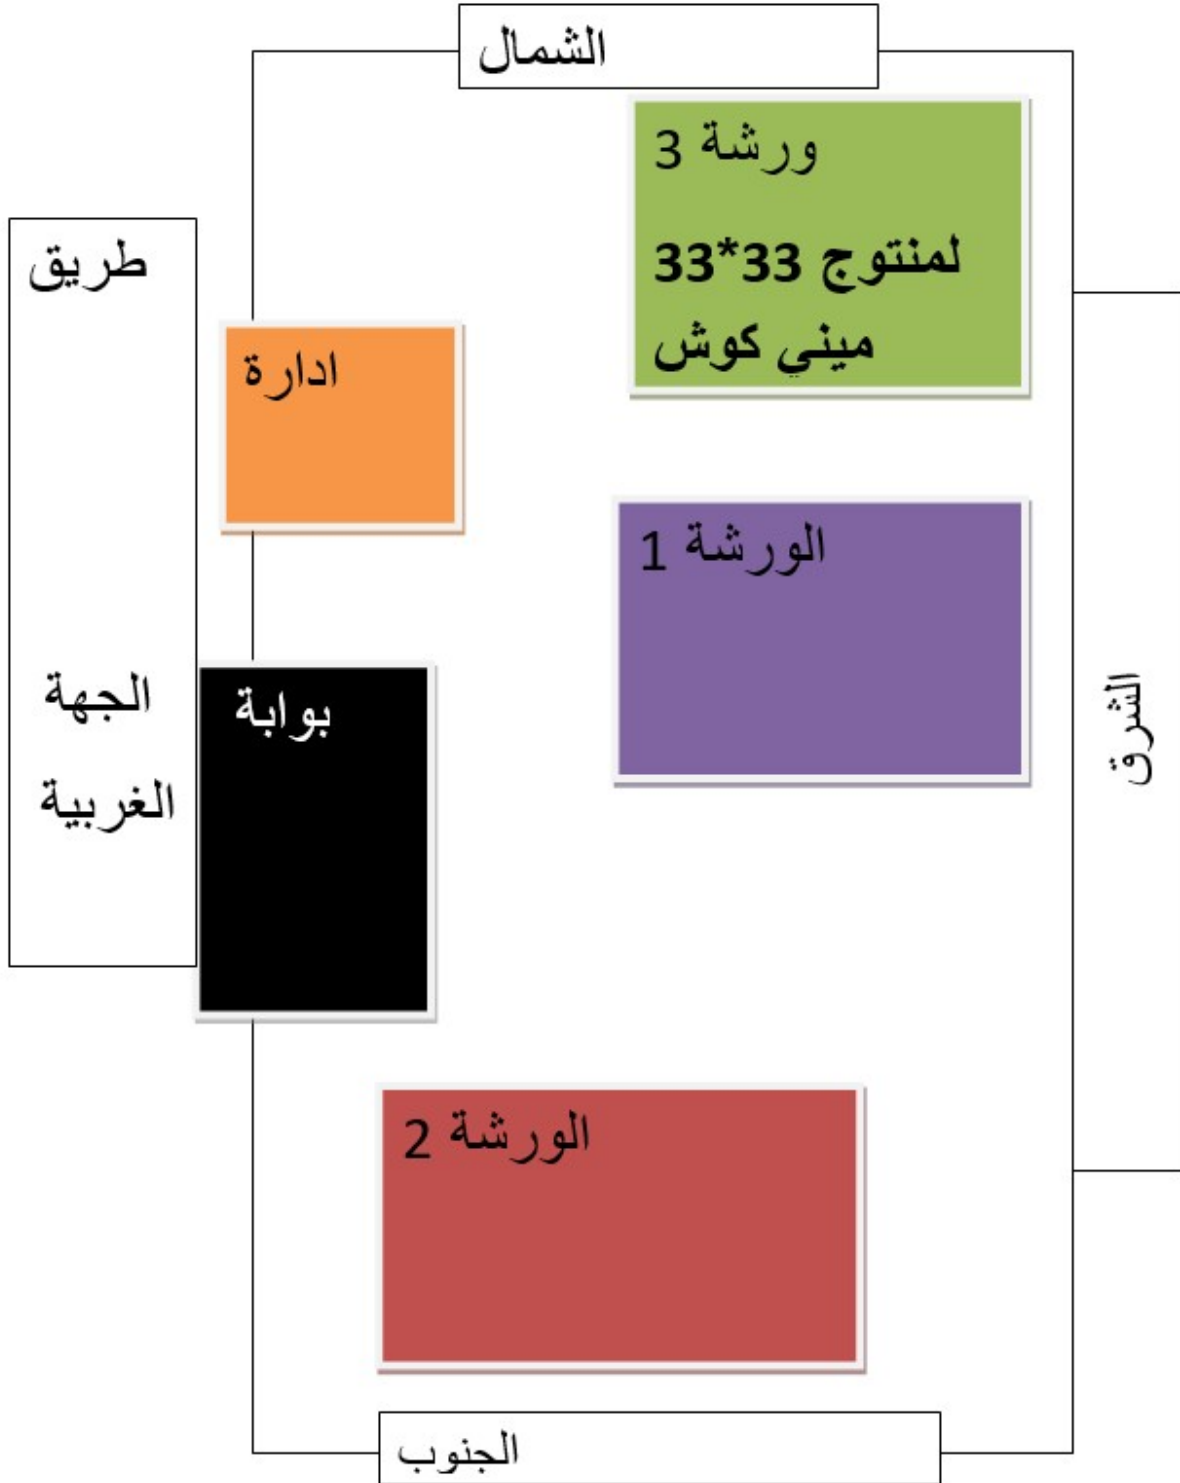 الشمال
ورشة 3
لمنتوج 33*33
ميني كوش
طريق
ادارة
الورشة 1
الجهة
الغربية
بوابة
الشرق
الورشة 2
الجنوب